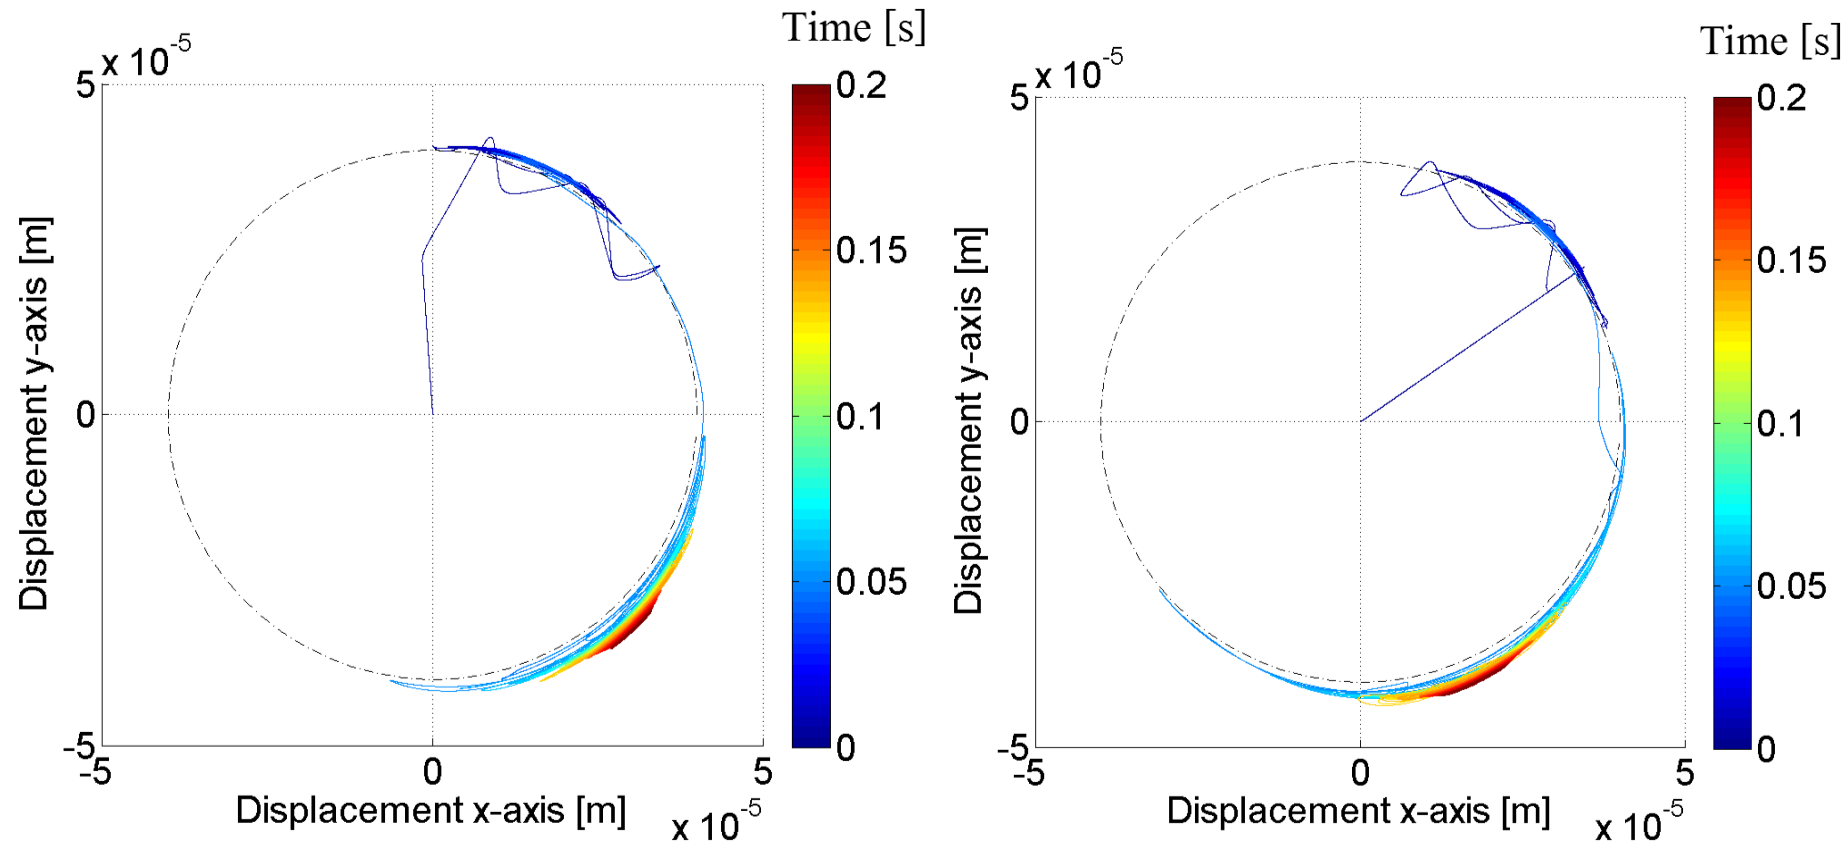 Time [s]
x 10-5
5
0
-5
Displacement y-axis [m]
-5
0
5
Displacement x-axis [m]
x 10-5
0.2
0.15
0.1
0.05
0
Time [s]
x 10-5
5
0
-5
Displacement y-axis [m]
-5
0
5
Displacement x-axis [m]
x 10-5
0.2
0.15
0.1
0.05
0